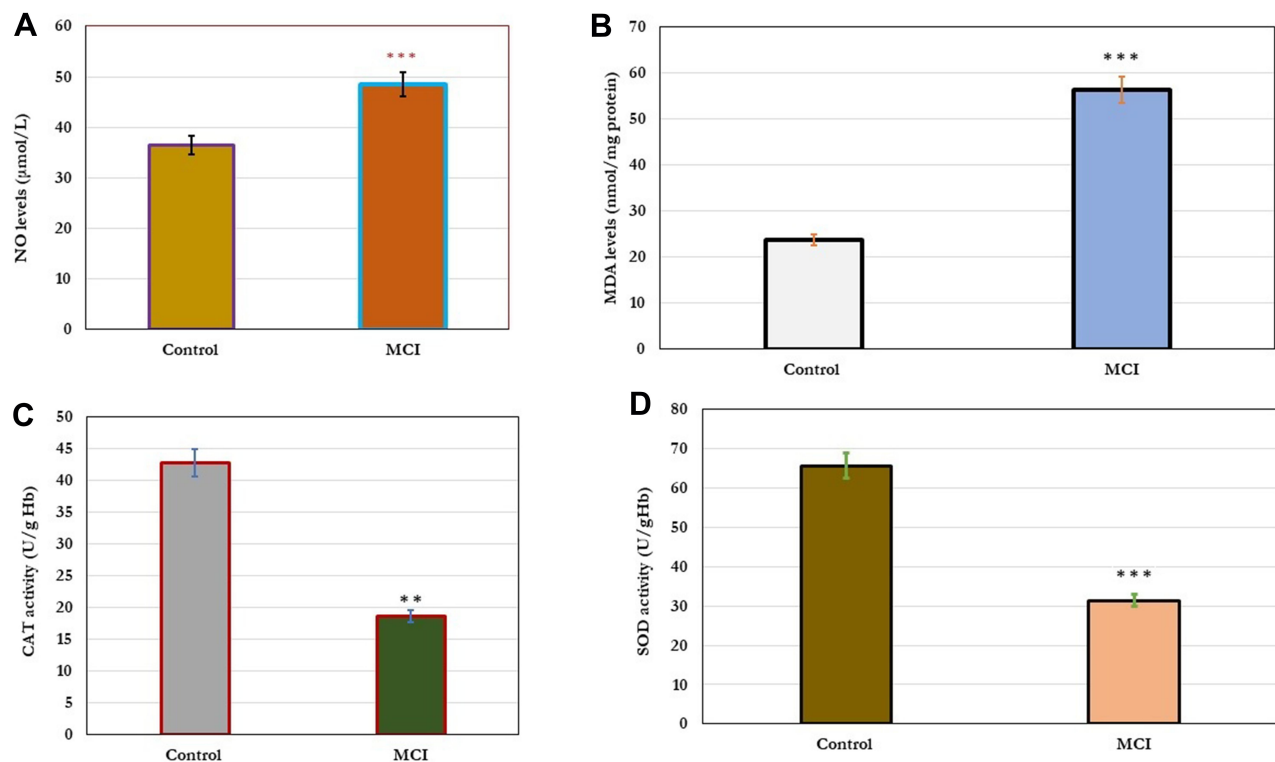 A
NO levels (μmol/L)
60
50
40
30
20
10
0
***
Control
MCI
B
MDA levels (nmol/mg protein)
70
60
50
40
30
20
10
0
***
Control
MCI
C
CAT activity (U/g Hb)
50
45
40
35
30
25
20
15
10
5
0
**
Control
MCI
D
SOD activity (U/gHb)
80
70
60
50
40
30
20
10
0
***
Control
MCI